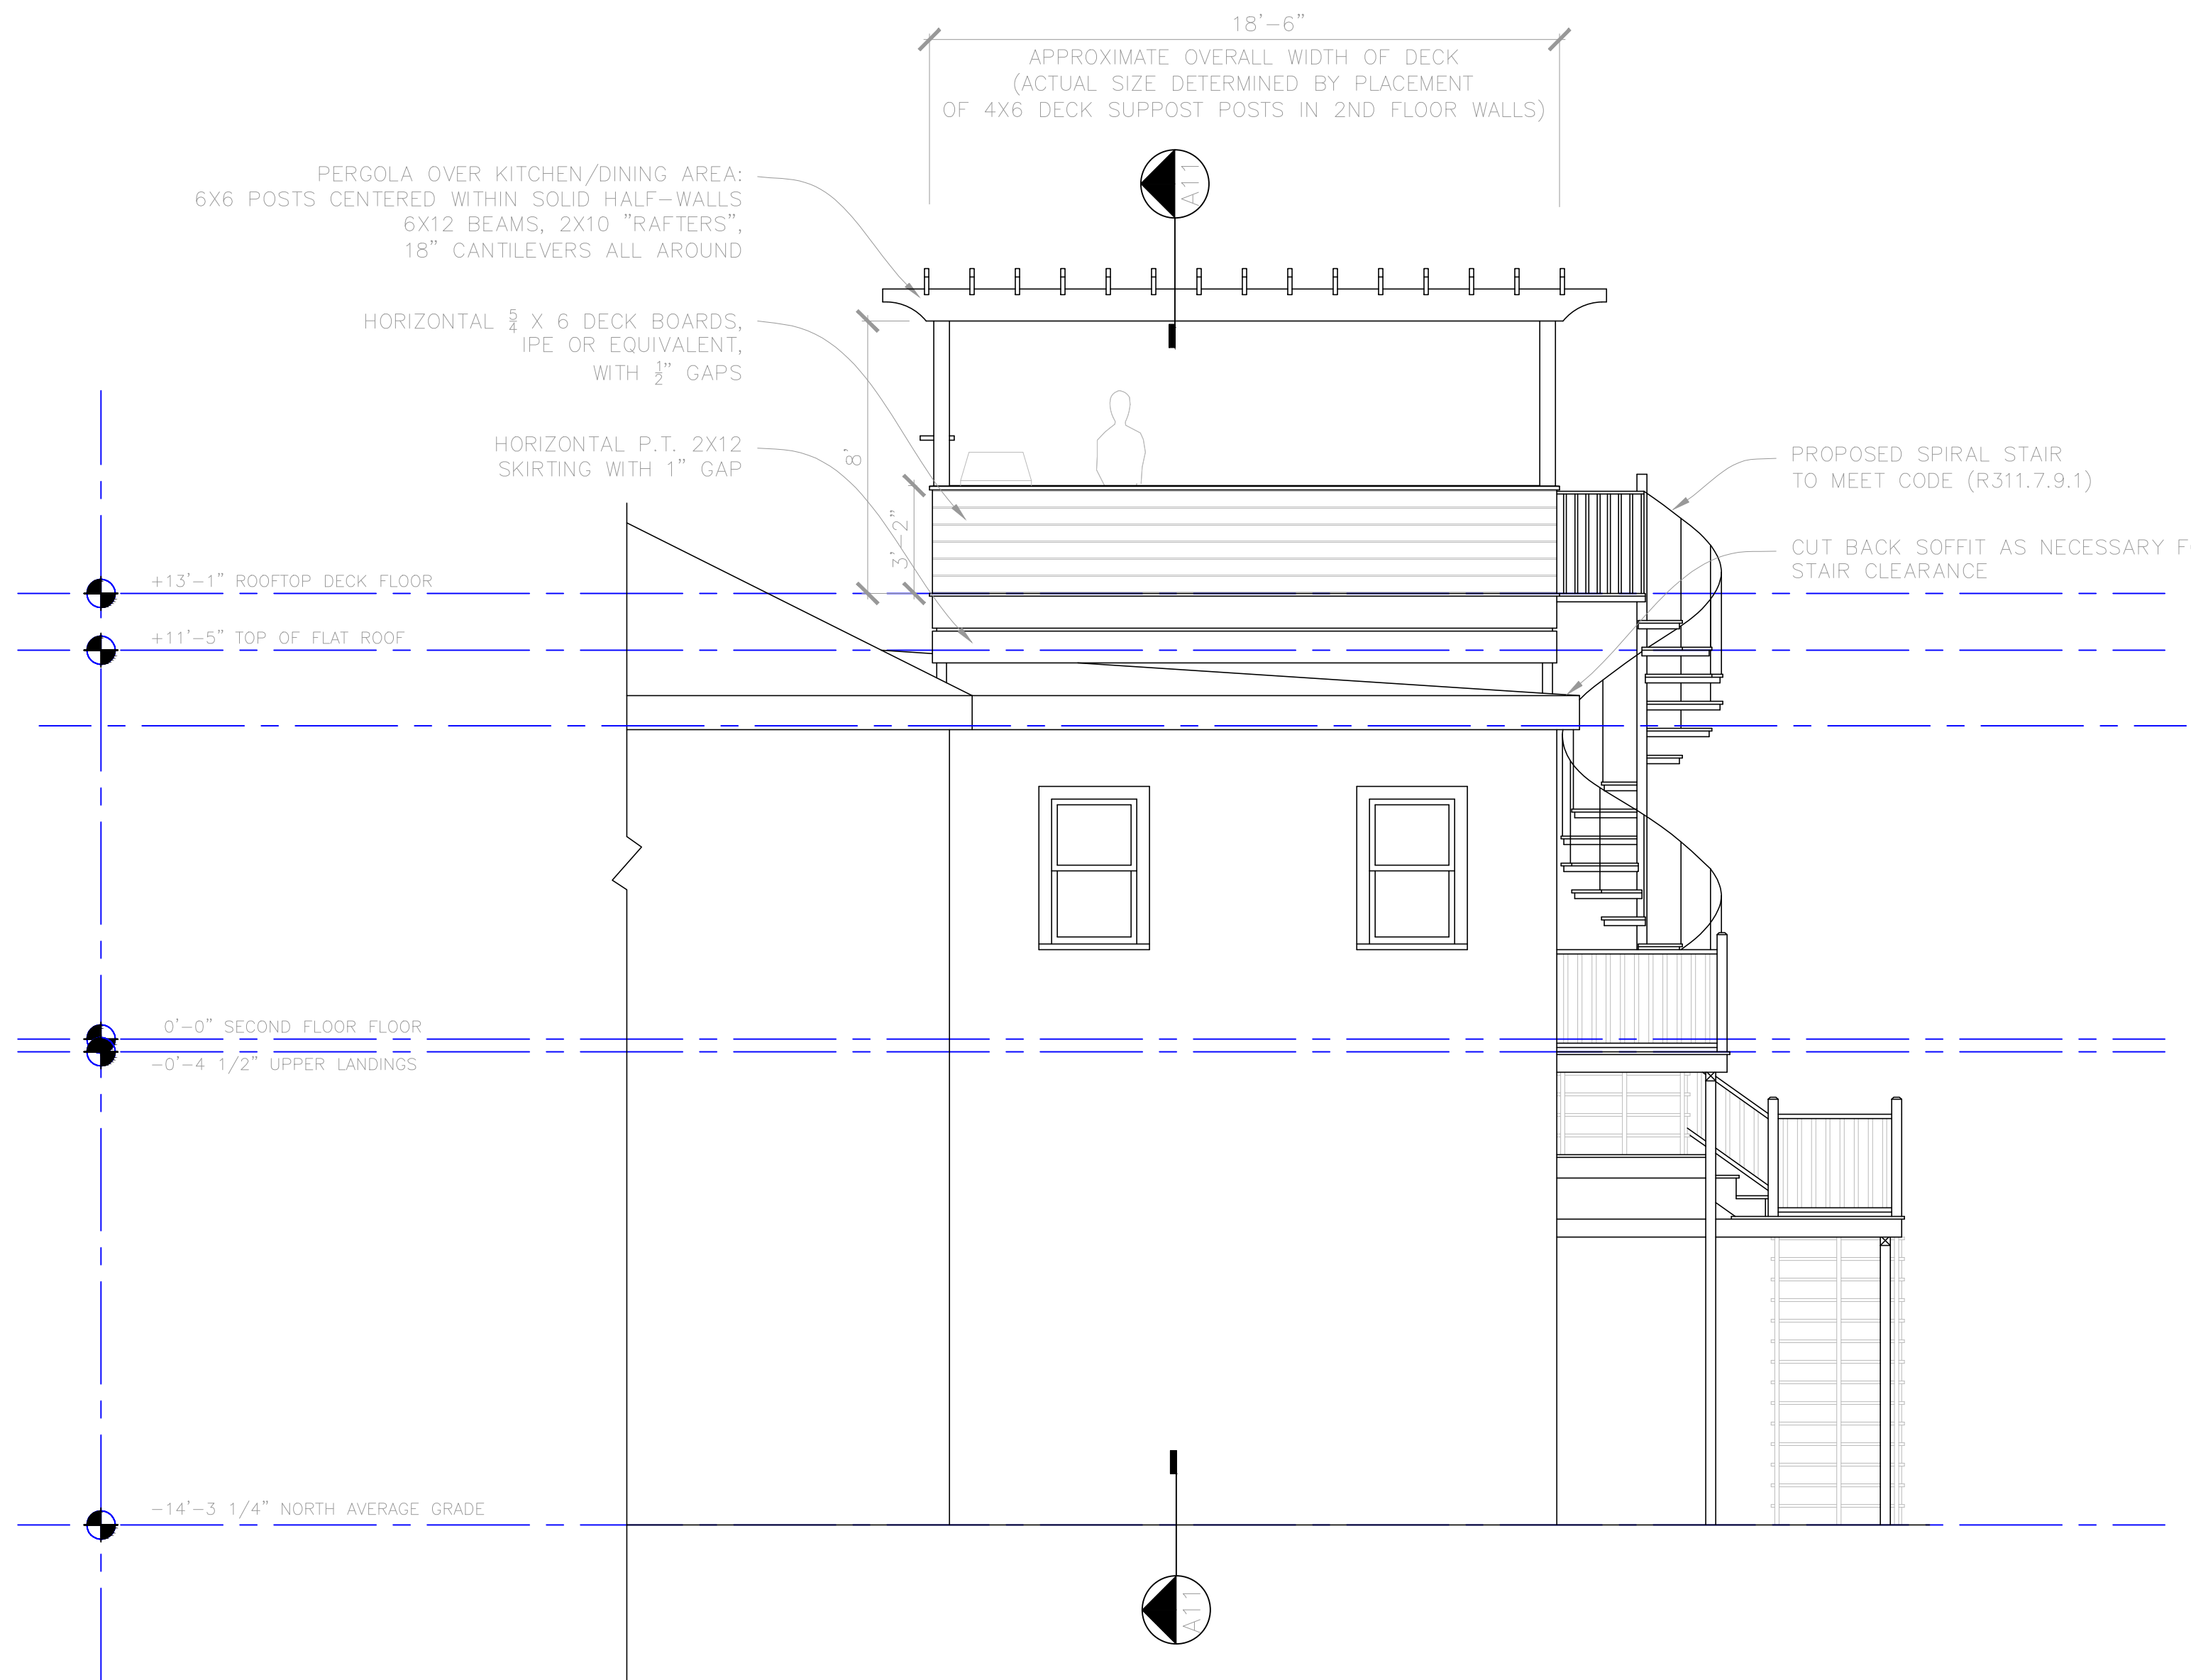 18'-6"
APPROXIMATE OVERALL WIDTH OF DECK
(ACTUAL SIZE DETERMINED BY PLACEMENT
OF 4X6 DECK SUPPOST POSTS IN 2ND FLOOR WALLS)
A11
PERGOLA OVER KITCHEN/DINING AREA:
6X6 POSTS CENTERED WITHIN SOLID HALF-WALLS
6X12 BEAMS, 2X10 "RAFTERS",
18" CANTILEVERS ALL AROUND
HORIZONTAL 5/4 X 6 DECK BOARDS,
IPE OR EQUIVALENT,
WITH 1/2" GAPS
HORIZONTAL P.T. 2X12
SKIRTING WITH 1" GAP
8'
3'-2"
PROPOSED SPIRAL STAIR
TO MEET CODE (R311.7.9.1)
CUT BACK SOFFIT AS NECESSARY F
STAIR CLEARANCE
+13'-1" ROOFTOP DECK FLOOR
+11'-5" TOP OF FLAT ROOF
0'-0" SECOND FLOOR FLOOR
-0'-4 1/2" UPPER LANDINGS
-14'-3 1/4" NORTH AVERAGE GRADE
A11